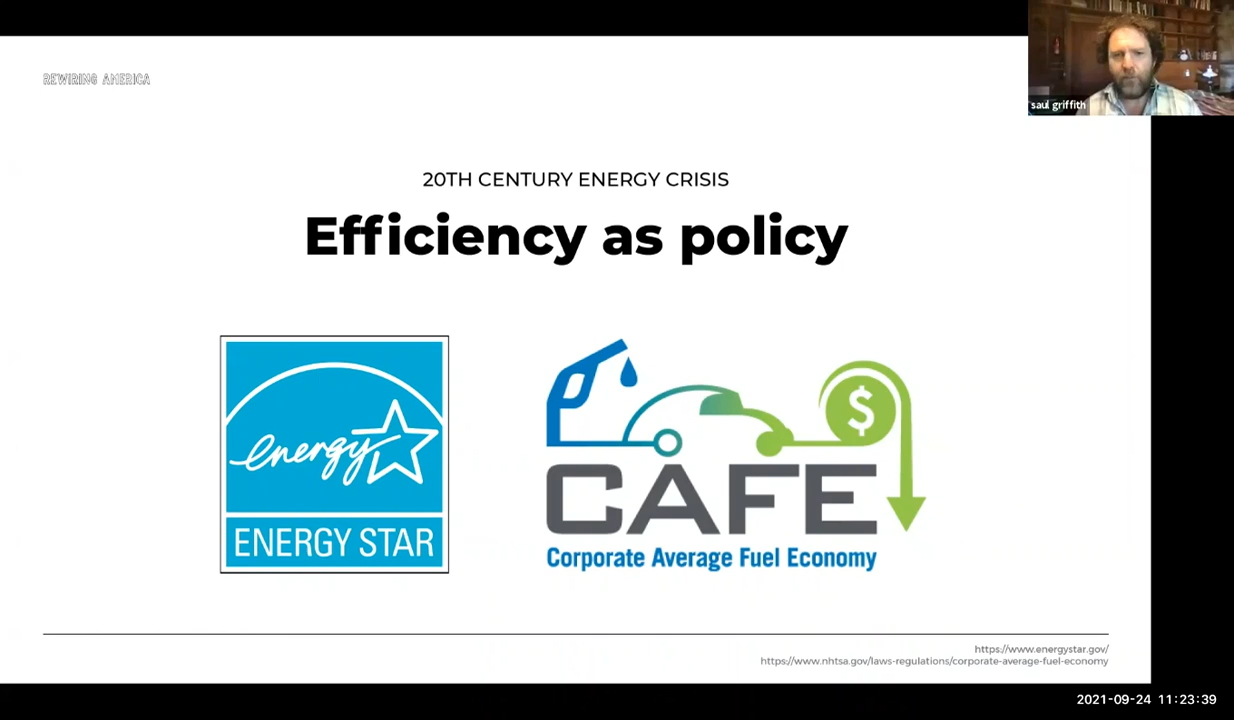 REWIRING AMERICA
saul griffith
20TH CENTURY ENERGY CRISIS
Efficiency as policy
energy
ENERGY STAR
$
CAFE
Corporate Average Fuel Economy
https://www.energystar.gov/
https://www.nhtsa.gov/laws-regulations/corporate-average-fuel-economy
2021-09-24 11:23:39